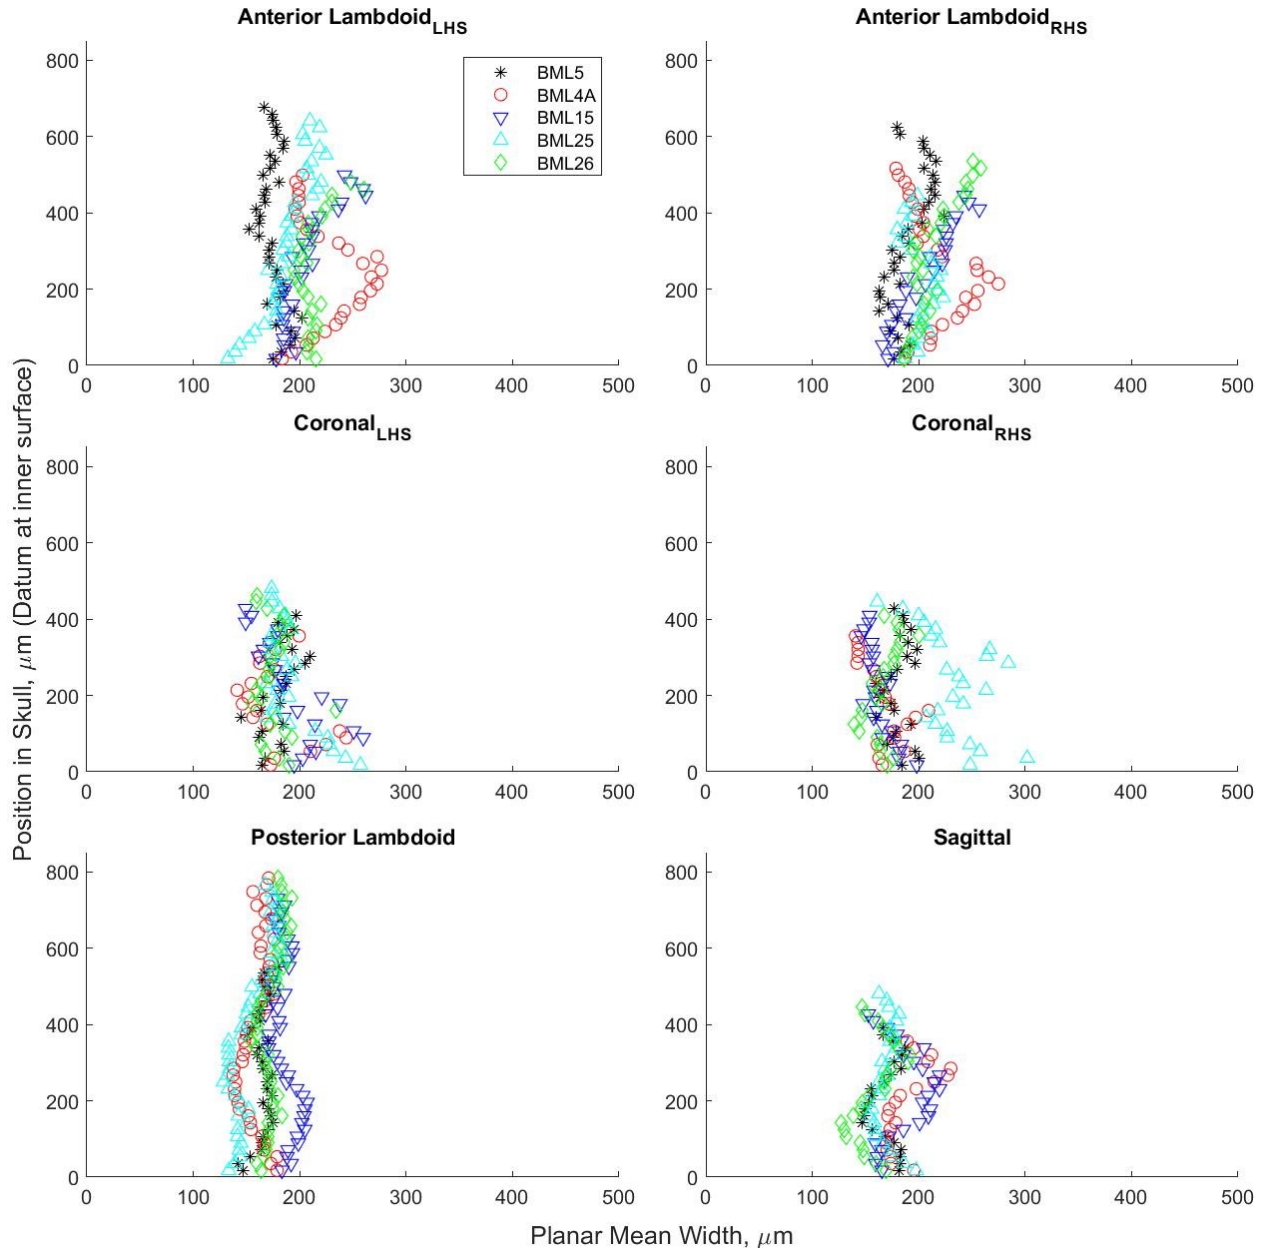 Anterior Lambdoid_LHS
Anterior Lambdoid_RHS
BML5
BML4A
BML15
BML25
BML26
800
600
400
200
0
0 100 200 300 400 500
800
600
400
200
0
0 100 200 300 400 500
Coronal_LHS
Coronal_RHS
800
600
400
200
0
0 100 200 300 400 500
800
600
400
200
0
0 100 200 300 400 500
Posterior Lambdoid
Sagittal
800
600
400
200
0
0 100 200 300 400 500
800
600
400
200
0
0 100 200 300 400 500
Position in Skull, μm (Datum at inner surface)
Planar Mean Width, μm